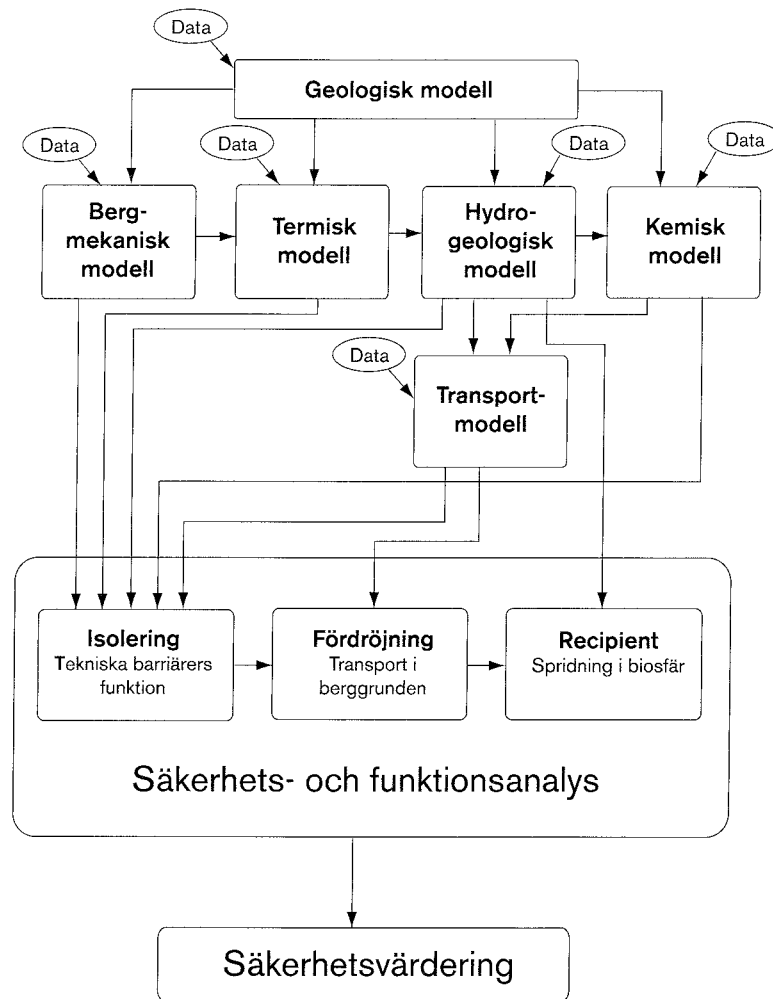 Data
Geologisk modell
Data
Data
Data
Data
Berg-
mekanisk
modell
Termisk
modell
Hydro-
geologisk
modell
Kemisk
modell
Data
Transport-
modell
Isolering
Tekniska barriärers
funktion
Fördröjning
Transport i
berggrunden
Recipient
Spridning i biosfär
Säkerhets- och funktionsanalys
Säkerhetsvärdering